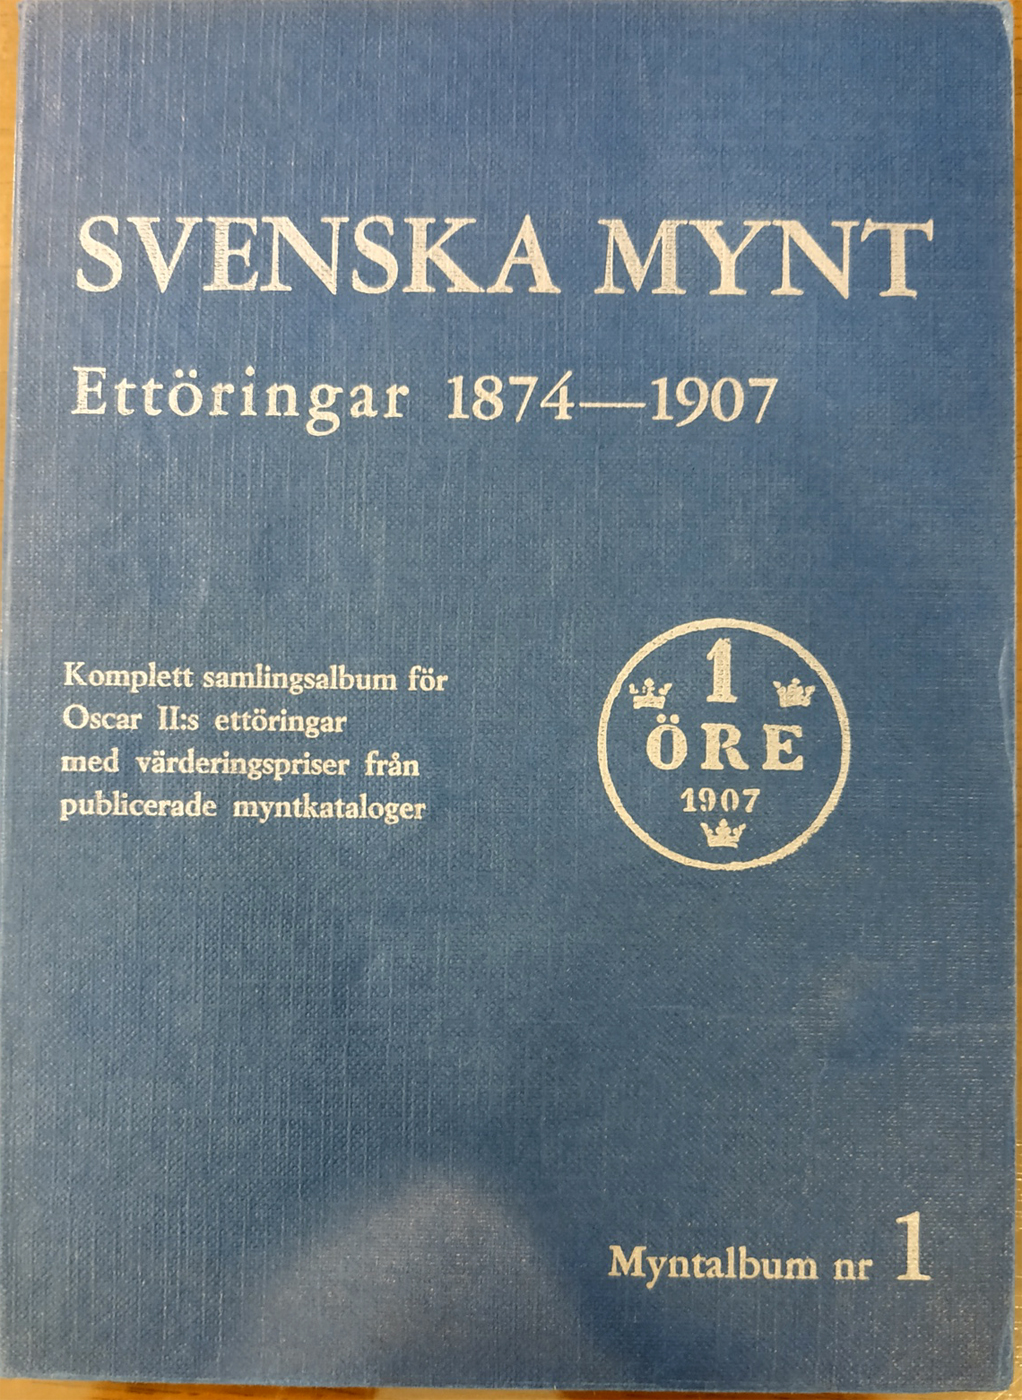 SVENSKA MYNT
Ettöringar 1874—1907
Komplett samlingsalbum för
Oscar II:s ettöringar
med värderingspriser från
publicerade myntkataloger
1
ÖRE
1907
Myntalbum nr 1